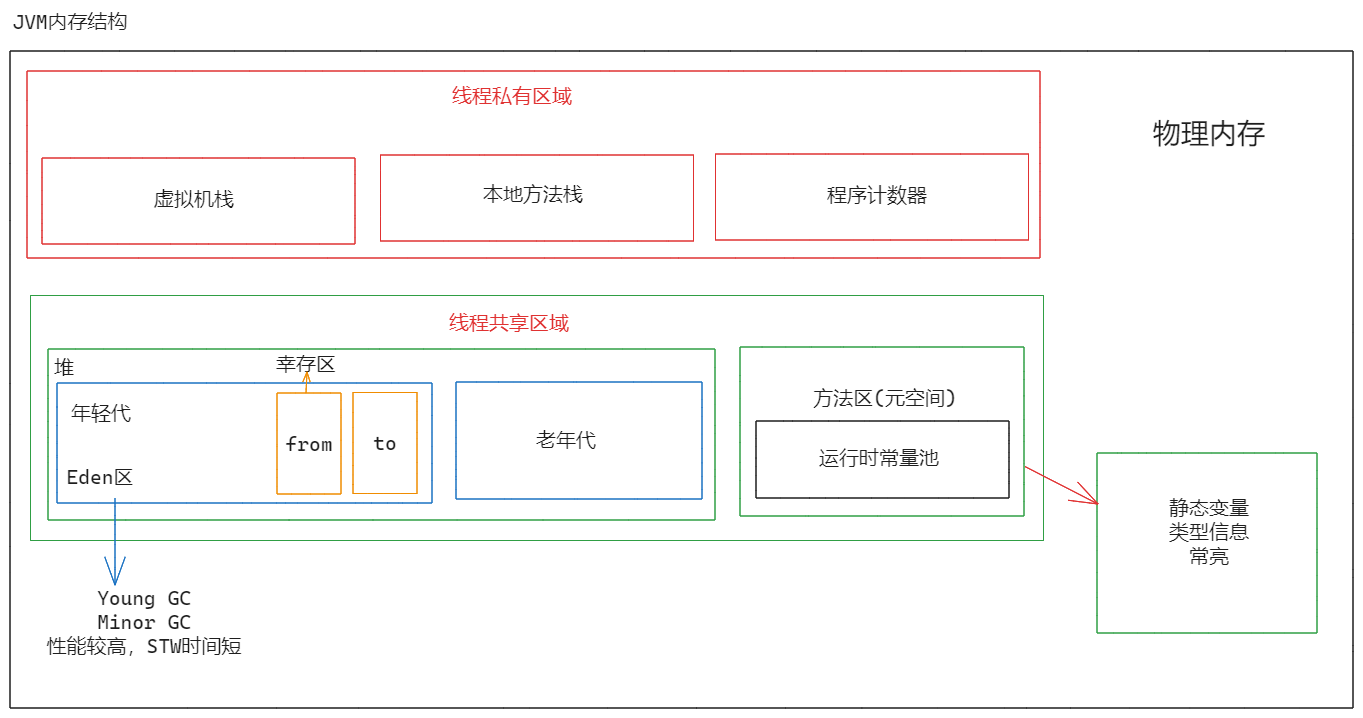 JVM内存结构
线程私有区域
物理内存
虚拟机栈
本地方法栈
程序计数器
线程共享区域
堆
幸存区
年轻代
from
to
Eden区
老年代
方法区(元空间)
运行时常量池
静态变量
类型信息
常亮
Young GC
Minor GC
性能较高，STW时间短